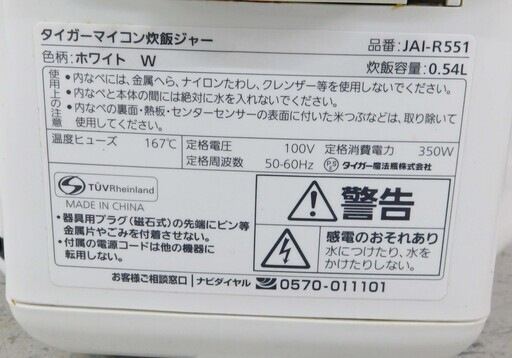 タイガーマイコン炊飯ジャー 品番:JAI-R551
色柄:ホワイト W 炊飯容量:0.54L
使用上の注意
• 内なべには、金属へら、ナイロンたわし、クレンザー等を使用しないでください。
• 内なべと本体の間には絶対に水を入れないでください。
• 内なべの裏面・熱板・センターセンサーの表面に付いた米つぶなどは、取り除いて
使用してください。
温度ヒューズ 167℃ 定格電圧 100V 定格消費電力 350W
定格周波数 50-60Hz PSE タイガー魔法瓶株式会社
TÜVRheinland
MADE IN CHINA
• 器具用プラグ(磁石式)の先端にピン等
金属片やごみを付着させない。
• 付属の電源コードは他の機器に
転用しない。
警告
感電のおそれあり
水につけたり、水を
かけたりしない。
お客様ご相談窓口 ナビダイヤル 0570-011101